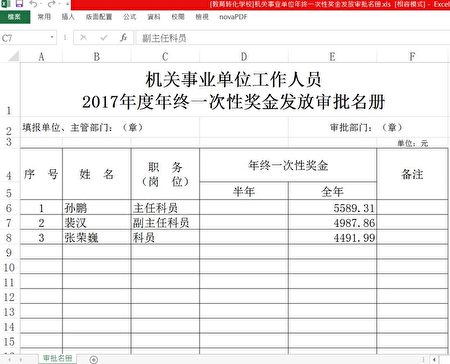 [教育转化学校]机关事业单位年终一次性奖金发放审批名册.xls [相容模式] - Excel
檔案 常用 插入 版面配置 公式 資料 校閱 檢視 novaPDF
C7 fx 副主任科员
A B C D E F
1 机关事业单位工作人员
2017年度年终一次性奖金发放审批名册
2 填报单位、主管部门:（章） 审批部门:（章）
3 单位: 元
4 序 号 姓 名 职 务 年终一次性奖金 备注
（岗 位）
5 半年 全年
6 1 孙鹏 主任科员 5589.31
7 2 裴汉 副主任科员 4987.86
8 3 张荣巍 科员 4491.99
9
10
11
12
13
14
15
审批名册